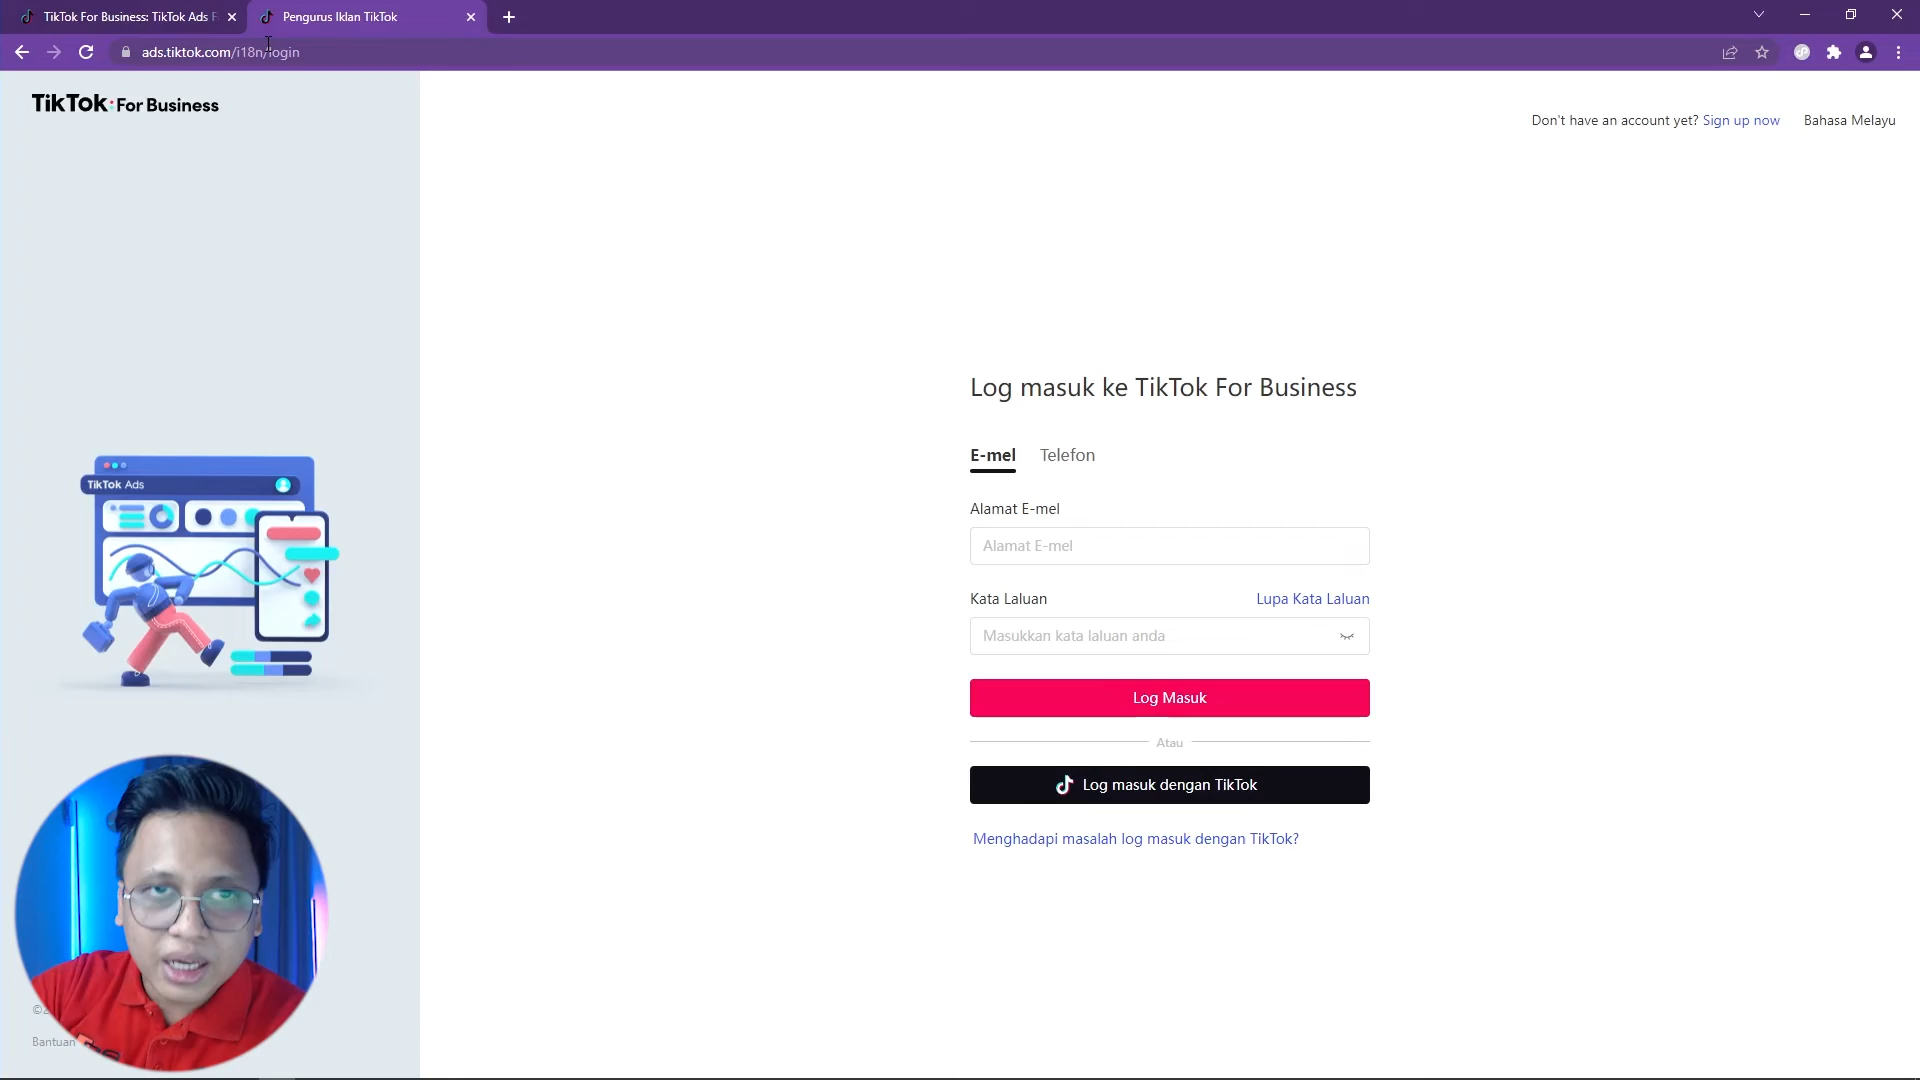 TikTok For Business: TikTok Ads F
Pengurus Iklan TikTok
ads.tiktok.com/i18n/login
TikTok: For Business
Don't have an account yet? Sign up now
Bahasa Melayu
Log masuk ke TikTok For Business
E-mel
Telefon
Alamat E-mel
Alamat E-mel
Kata Laluan
Lupa Kata Laluan
Masukkan kata laluan anda
Log Masuk
Atau
Log masuk dengan TikTok
Menghadapi masalah log masuk dengan TikTok?
TikTok Ads
Bantuan